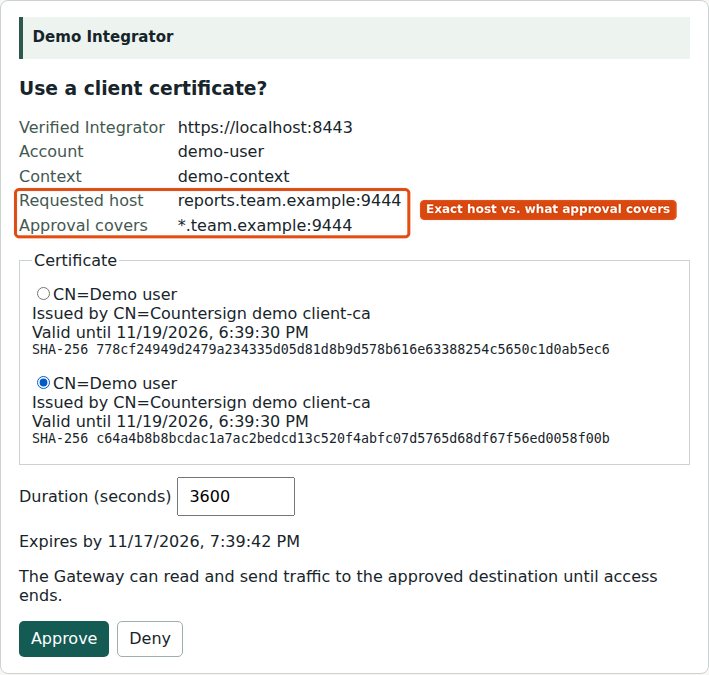 Demo Integrator
Use a client certificate?
Verified Integrator https://localhost:8443
Account demo-user
Context demo-context
Requested host reports.team.example:9444
Approval covers *.team.example:9444
Exact host vs. what approval covers
Certificate
CN=Demo user
Issued by CN=Countersign demo client-ca
Valid until 11/19/2026, 6:39:30 PM
SHA-256 778cf24949d2479a234335d05d81d8b9d578b616e63388254c5650c1d0ab5ec6
CN=Demo user
Issued by CN=Countersign demo client-ca
Valid until 11/19/2026, 6:39:30 PM
SHA-256 c64a4b8b8bcdac1a7ac2bedcd13c520f4abfc07d5765d68df67f56ed0058f00b
Duration (seconds) 3600
Expires by 11/17/2026, 7:39:42 PM
The Gateway can read and send traffic to the approved destination until access
ends.
Approve Deny